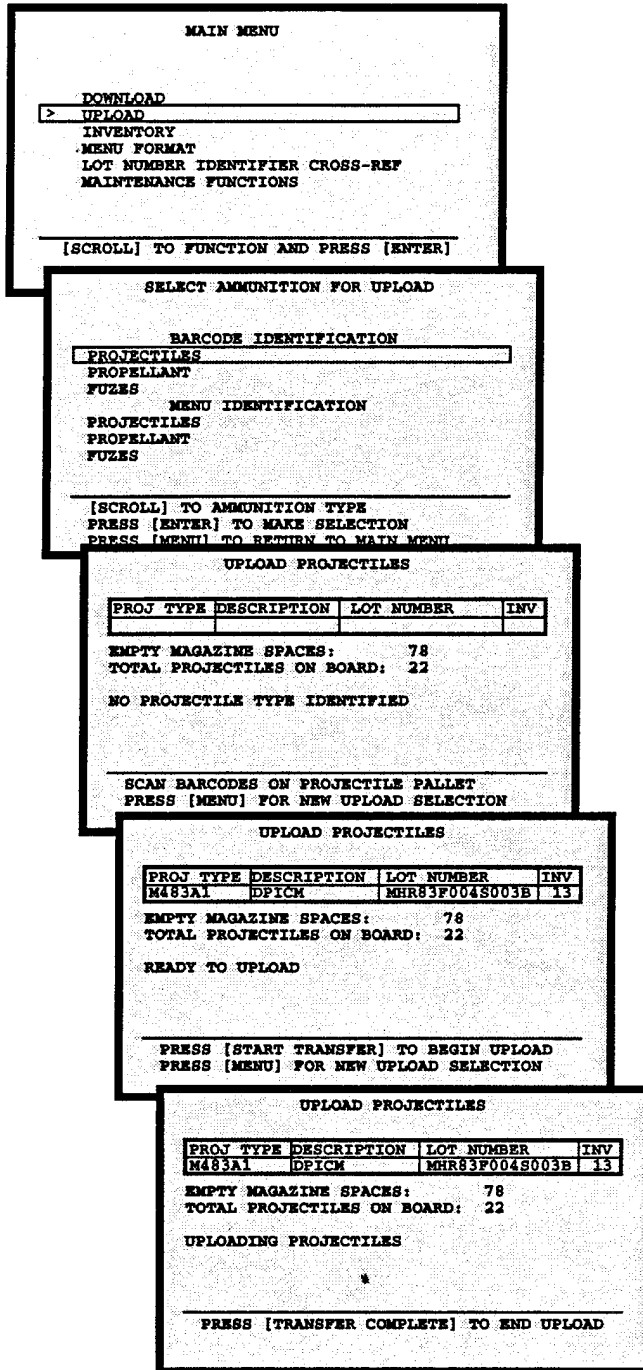 MAIN MENU
DOWNLOAD
> UPLOAD
INVENTORY
MENU FORMAT
LOT NUMBER IDENTIFIER CROSS-REF
MAINTENANCE FUNCTIONS
[SCROLL] TO FUNCTION AND PRESS [ENTER]
SELECT AMMUNITION FOR UPLOAD
BARCODE IDENTIFICATION
PROJECTILES
PROPELLANT
FUZES
MENU IDENTIFICATION
PROJECTILES
PROPELLANT
FUZES
[SCROLL] TO AMMUNITION TYPE
PRESS [ENTER] TO MAKE SELECTION
PRESS [MENU] TO RETURN TO MAIN MENU
UPLOAD PROJECTILES
PROJ TYPE DESCRIPTION LOT NUMBER INV
EMPTY MAGAZINE SPACES: 78
TOTAL PROJECTILES ON BOARD: 22
NO PROJECTILE TYPE IDENTIFIED
SCAN BARCODES ON PROJECTILE PALLET
PRESS [MENU] FOR NEW UPLOAD SELECTION
UPLOAD PROJECTILES
PROJ TYPE DESCRIPTION LOT NUMBER INV
M483A1 DPICM MHR83F004S003B 13
EMPTY MAGAZINE SPACES: 78
TOTAL PROJECTILES ON BOARD: 22
READY TO UPLOAD
PRESS [START TRANSFER] TO BEGIN UPLOAD
PRESS [MENU] FOR NEW UPLOAD SELECTION
UPLOAD PROJECTILES
PROJ TYPE DESCRIPTION LOT NUMBER INV
M483A1 DPICM MHR83F004S003B 13
EMPTY MAGAZINE SPACES: 78
TOTAL PROJECTILES ON BOARD: 22
UPLOADING PROJECTILES
PRESS [TRANSFER COMPLETE] TO END UPLOAD